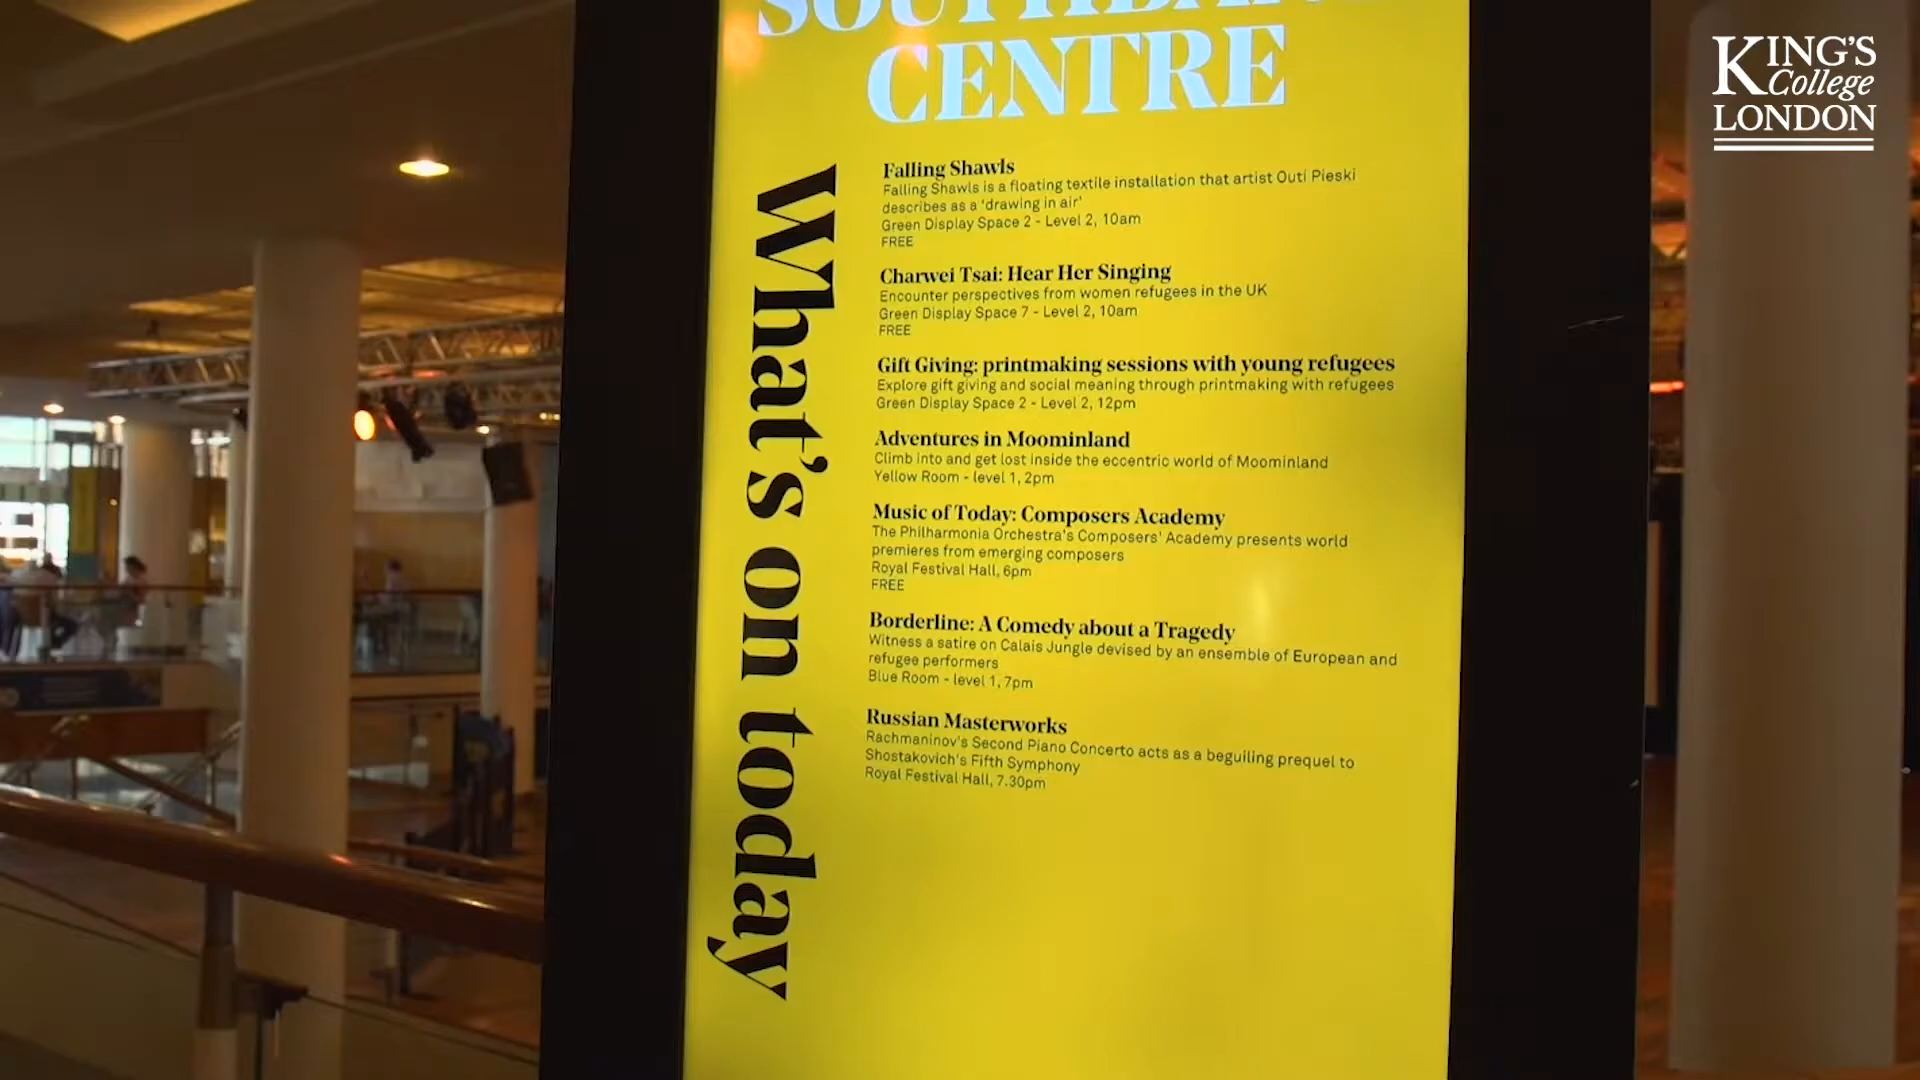 SOUTHBANK
CENTRE
What's on today
Falling Shawls
Falling Shawls is a floating textile installation that artist Outi Pieski
describes as a 'drawing in air'
Green Display Space 2 - Level 2, 10am
FREE
Charwei Tsai: Hear Her Singing
Encounter perspectives from women refugees in the UK
Green Display Space 7 - Level 2, 10am
FREE
Gift Giving: printmaking sessions with young refugees
Explore gift giving and social meaning through printmaking with refugees
Green Display Space 2 - Level 2, 12pm
Adventures in Moominland
Climb into and get lost inside the eccentric world of Moominland
Yellow Room - level 1, 2pm
Music of Today: Composers Academy
The Philharmonia Orchestra's Composers' Academy presents world
premieres from emerging composers
Royal Festival Hall, 6pm
FREE
Borderline: A Comedy about a Tragedy
Witness a satire on Calais Jungle devised by an ensemble of European and
refugee performers
Blue Room - level 1, 7pm
Russian Masterworks
Rachmaninov's Second Piano Concerto acts as a beguiling prequel to
Shostakovich's Fifth Symphony
Royal Festival Hall, 7.30pm
KING'S
College
LONDON